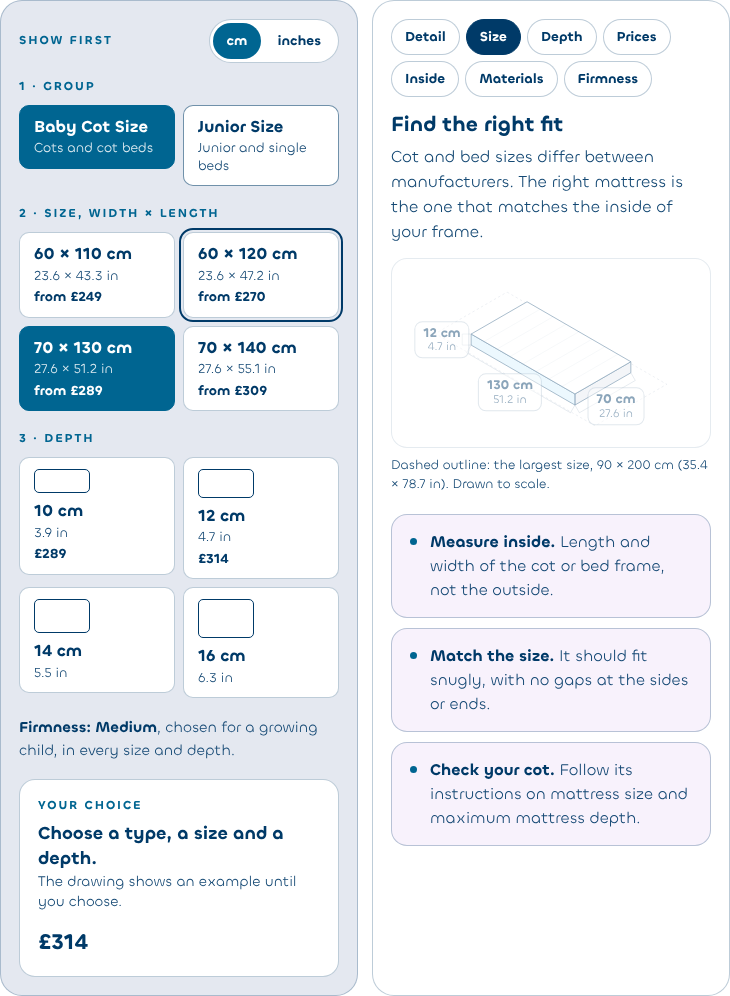 SHOW FIRST
cm
inches
1 · GROUP
Baby Cot Size
Cots and cot beds
Junior Size
Junior and single
beds
2 · SIZE, WIDTH × LENGTH
60 × 110 cm
23.6 × 43.3 in
from £249
60 × 120 cm
23.6 × 47.2 in
from £270
70 × 130 cm
27.6 × 51.2 in
from £289
70 × 140 cm
27.6 × 55.1 in
from £309
3 · DEPTH
10 cm
3.9 in
£289
12 cm
4.7 in
£314
14 cm
5.5 in
16 cm
6.3 in
Firmness: Medium, chosen for a growing
child, in every size and depth.
YOUR CHOICE
Choose a type, a size and a
depth.
The drawing shows an example until
you choose.
£314
Detail
Size
Depth
Prices
Inside
Materials
Firmness
Find the right fit
Cot and bed sizes differ between
manufacturers. The right mattress is
the one that matches the inside of
your frame.
12 cm
4.7 in
130 cm
51.2 in
70 cm
27.6 in
Dashed outline: the largest size, 90 × 200 cm (35.4
× 78.7 in). Drawn to scale.
Measure inside. Length and
width of the cot or bed frame,
not the outside.
Match the size. It should fit
snugly, with no gaps at the sides
or ends.
Check your cot. Follow its
instructions on mattress size and
maximum mattress depth.